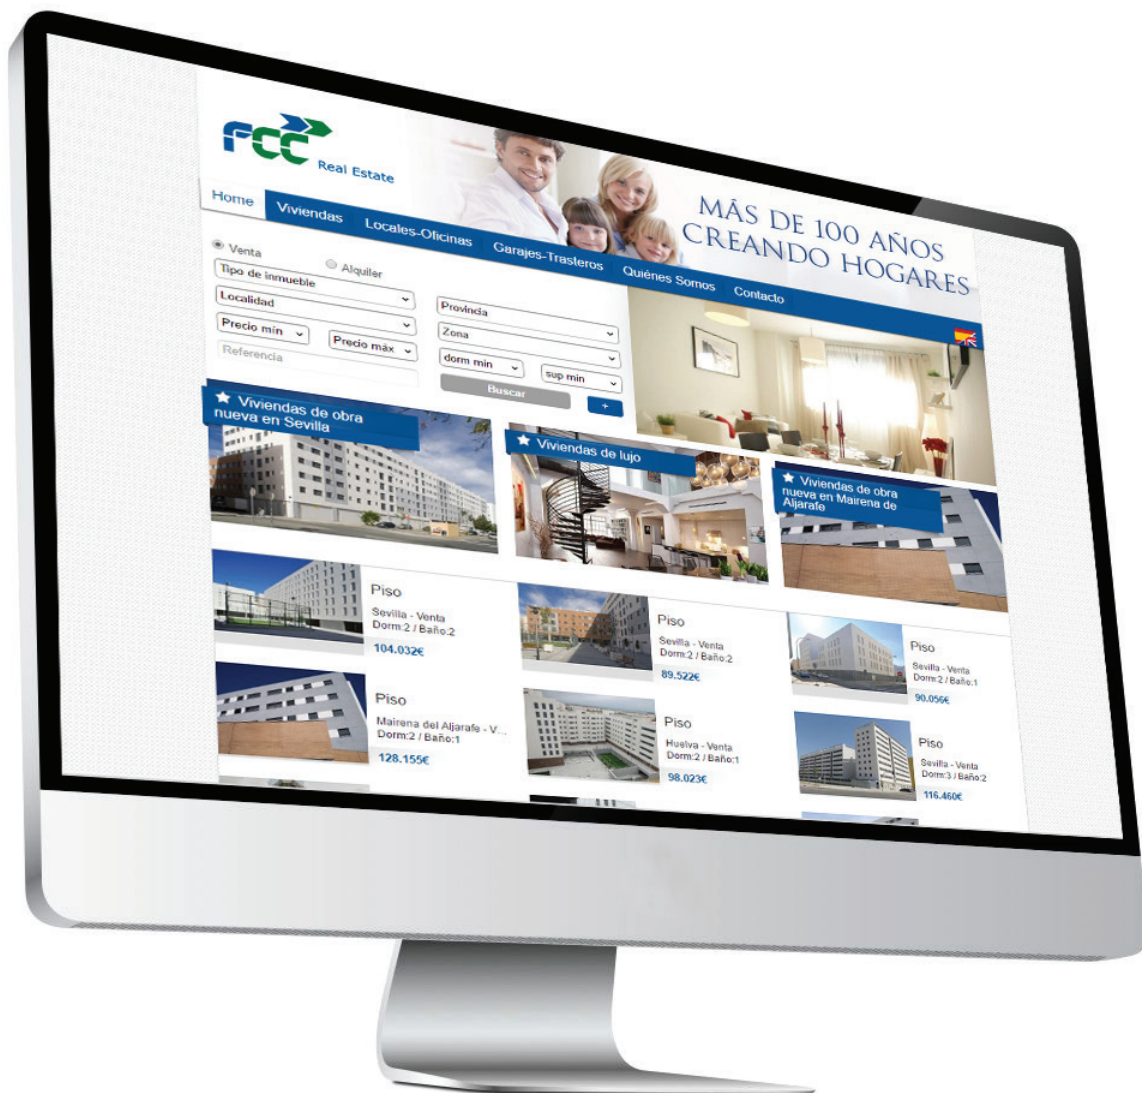 FCC
Real Estate
MÁS DE 100 AÑOS
CREANDO HOGARES
Home
Viviendas
Locales-Oficinas
Garajes-Trasteros
Quiénes Somos
Contacto
Venta
Alquiler
Tipo de inmueble
Provincia
Localidad
Zona
Precio mín
Precio máx
dorm min
sup min
Referencia
Buscar
+
Viviendas de obra
nueva en Sevilla
Viviendas de lujo
Viviendas de obra
nueva en Mairena de
Aljarafe
Piso
Sevilla - Venta
Dorm:2 / Baño:2
104.032€
Piso
Sevilla - Venta
Dorm:2 / Baño:2
89.522€
Piso
Sevilla - Venta
Dorm:2 / Baño:1
90.056€
Piso
Mairena del Aljarafe - V...
Dorm:2 / Baño:1
128.155€
Piso
Huelva - Venta
Dorm:2 / Baño:1
98.023€
Piso
Sevilla - Venta
Dorm:3 / Baño:2
116.460€